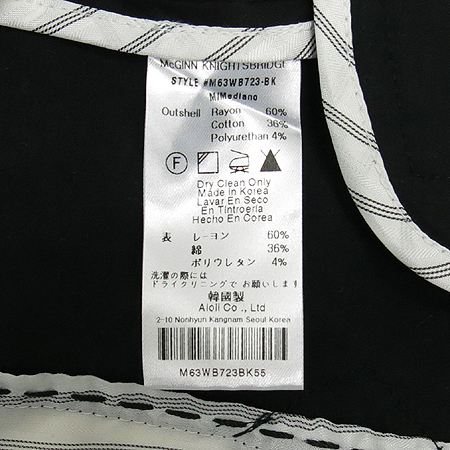 McGINN KNIGHTSBRIDGE
STYLE #M63WB723-BK
M/Mediano
Outshell Rayon 60%
Cotton 36%
Polyurethan 4%
F
Dry Clean Only
Made in Korea
Lavar En Seco
En Tintroeria
Hecho En Corea
表 レーヨン 60%
綿 36%
ポリウレタン 4%
洗濯の際には
ドライクリニングで お願いします
韓國製
Aioli Co ., Ltd
2-10 Nonhyun Kangnam Seoul Korea
M63WB723BK55